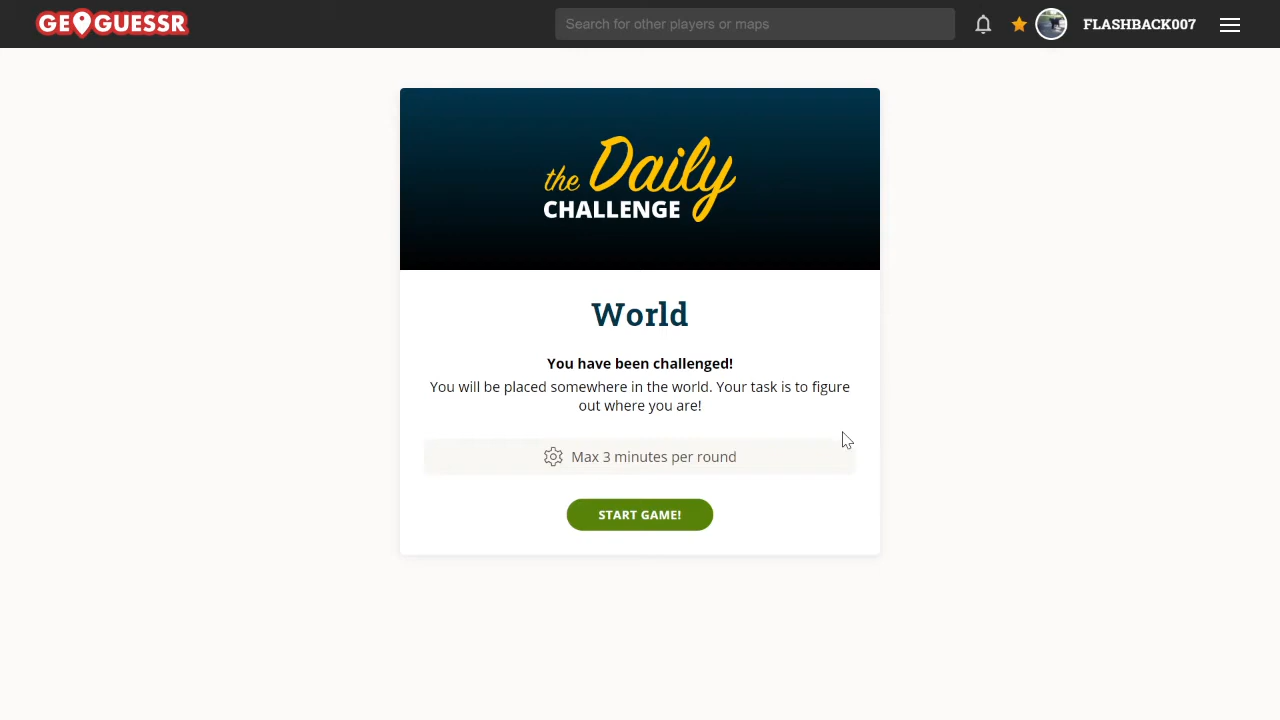 GEOGUESSR
Search for other players or maps
FLASHBACK007
the Daily
CHALLENGE
World
You have been challenged!
You will be placed somewhere in the world. Your task is to figure
out where you are!
Max 3 minutes per round
START GAME!